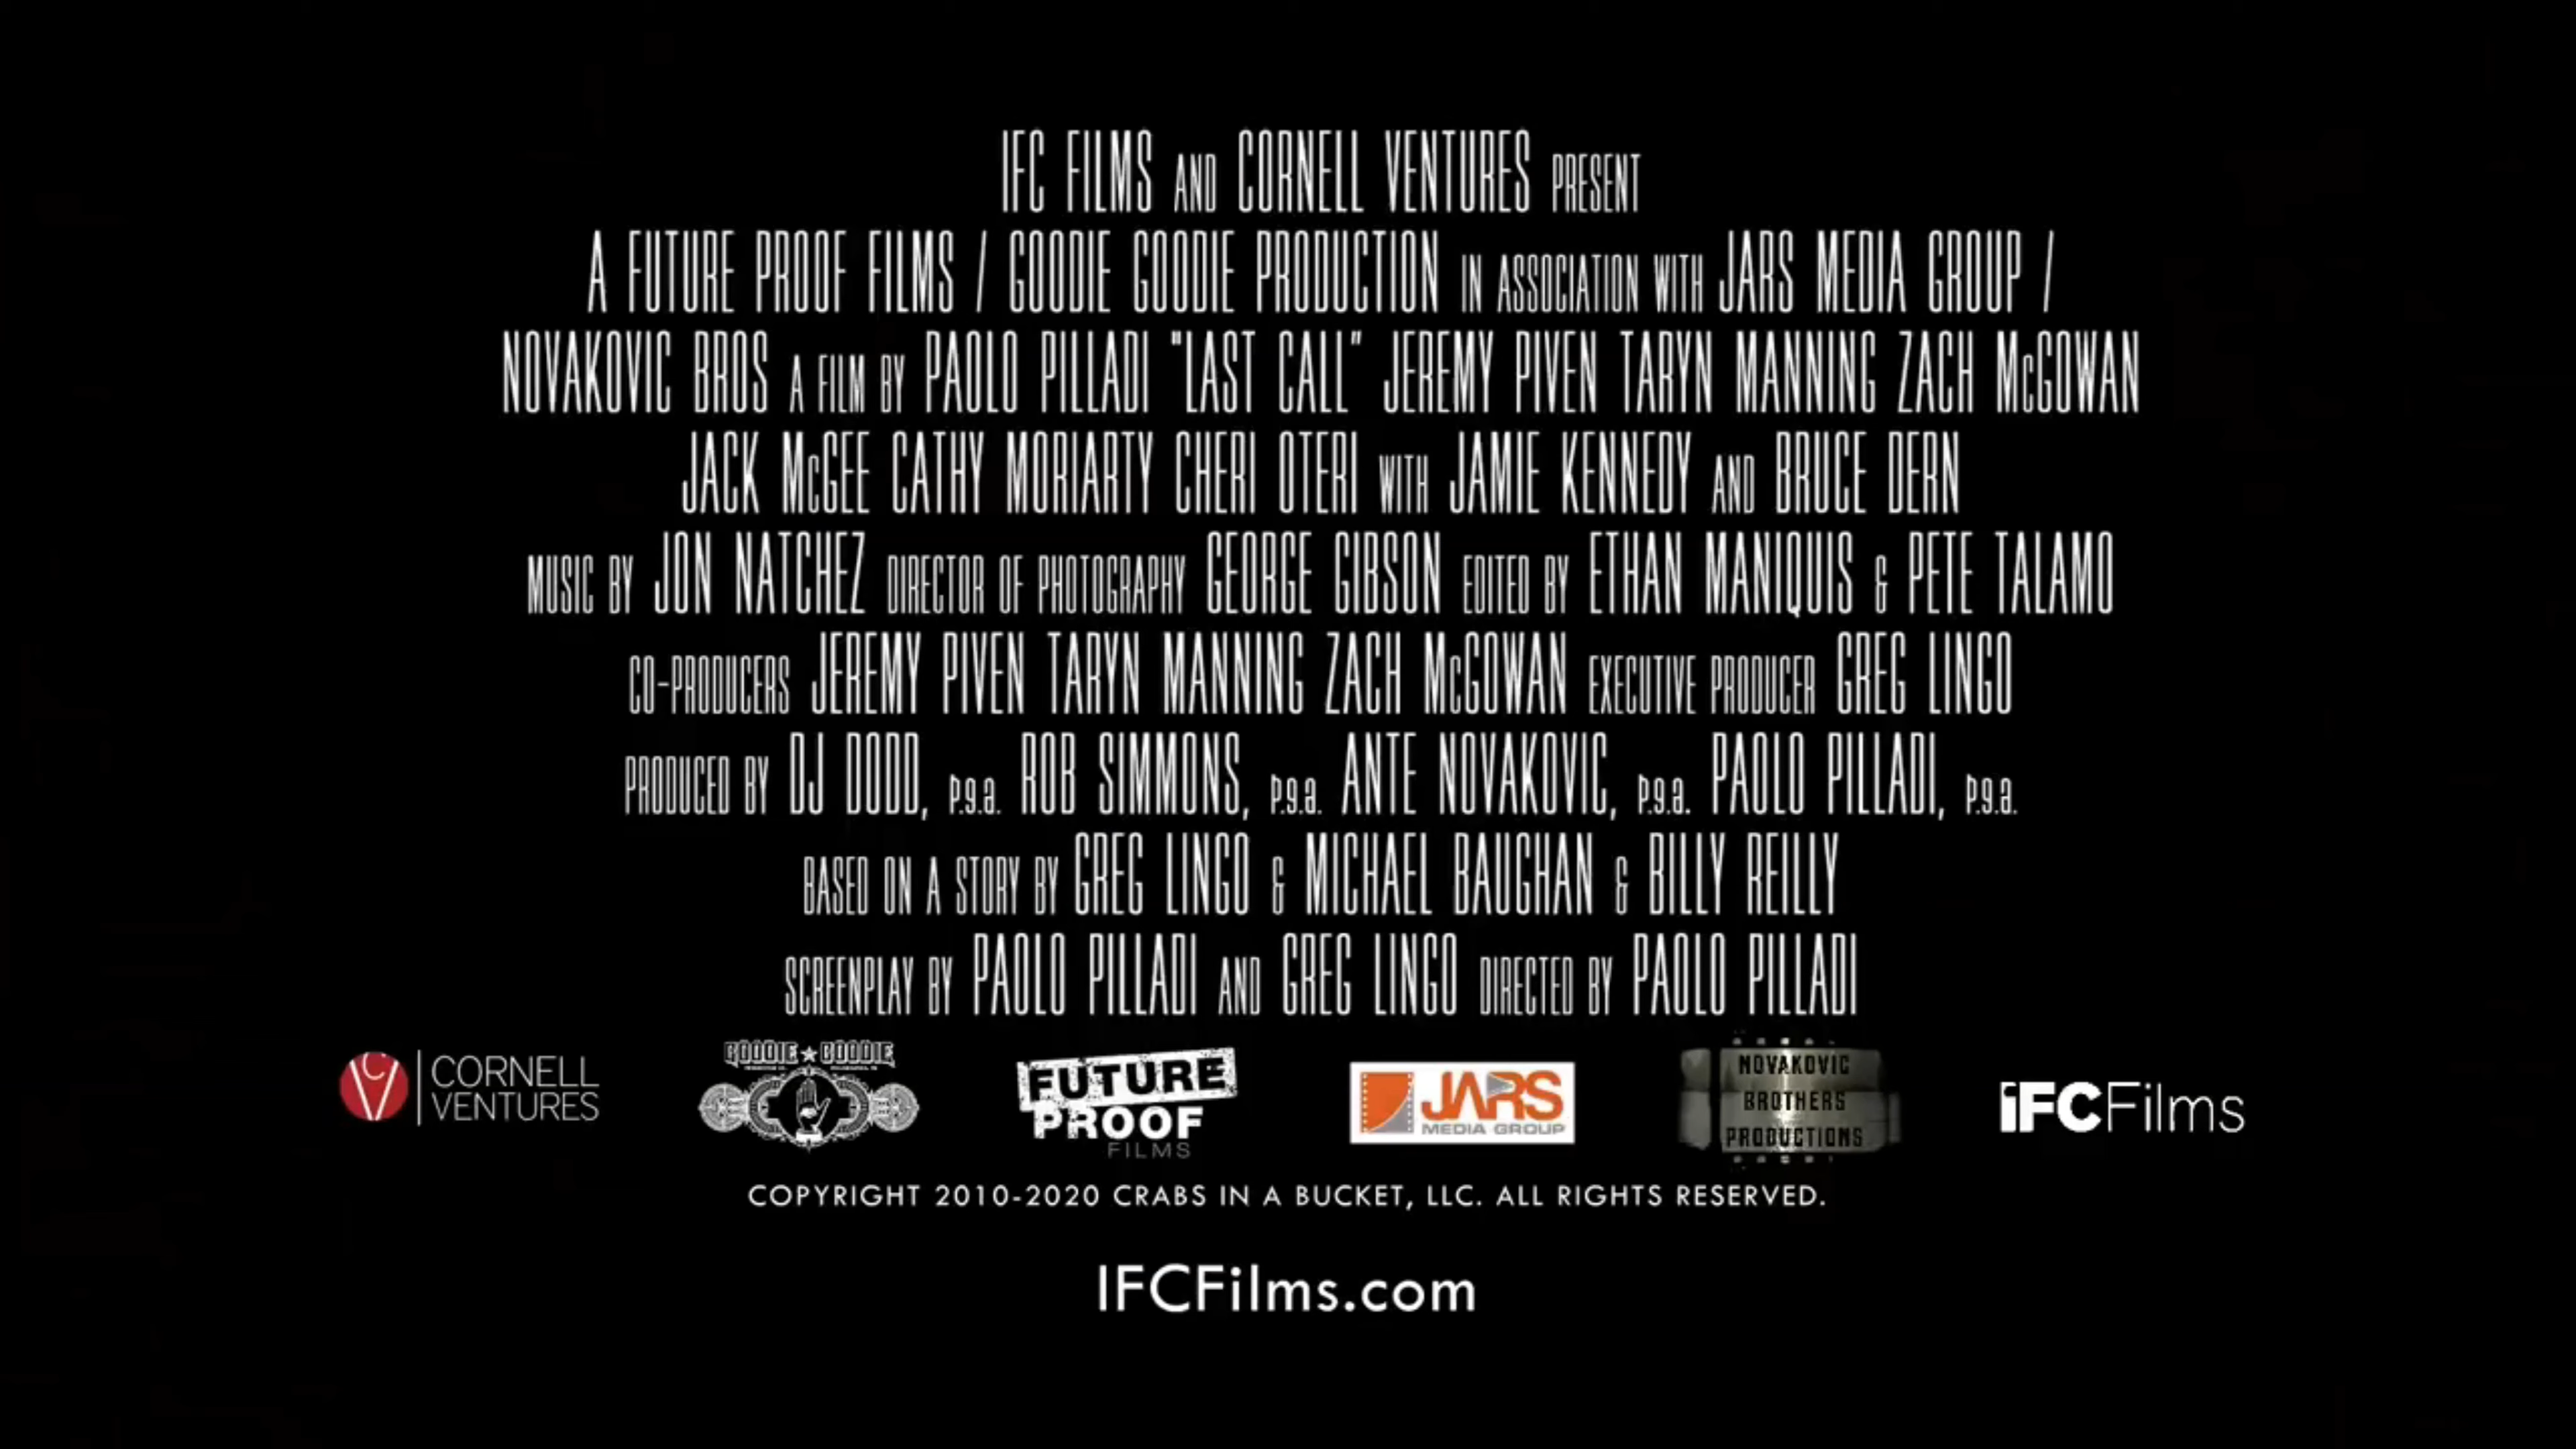 IFC FILMS AND CORNELL VENTURES PRESENT
A FUTURE PROOF FILMS / GOODIE GOODIE PRODUCTION IN ASSOCIATION WITH JARS MEDIA GROUP /
NOVAKOVIC BROS A FILM BY PAOLO PILLADI "LAST CALL" JEREMY PIVEN TARYN MANNING ZACH McGOWAN
JACK McGEE CATHY MORIARTY CHERI OTERI WITH JAMIE KENNEDY AND BRUCE DERN
MUSIC BY JON NATCHEZ DIRECTOR OF PHOTOGRAPHY GEORGE GIBSON EDITED BY ETHAN MANIQUIS & PETE TALAMO
CO-PRODUCERS JEREMY PIVEN TARYN MANNING ZACH McGOWAN EXECUTIVE PRODUCER GREG LINGO
PRODUCED BY DJ DODD, p.g.a. ROB SIMMONS, p.g.a. ANTE NOVAKOVIC, p.g.a. PAOLO PILLADI, p.g.a.
BASED ON A STORY BY GREG LINGO & MICHAEL BAUGHAN & BILLY REILLY
SCREENPLAY BY PAOLO PILLADI AND GREG LINGO DIRECTED BY PAOLO PILLADI
CV CORNELL
VENTURES
GOODIE GOODIE
FUTURE
PROOF
FILMS
JARS
MEDIA GROUP
NOVAKOVIC
BROTHERS
PRODUCTIONS
iFC Films
COPYRIGHT 2010-2020 CRABS IN A BUCKET, LLC. ALL RIGHTS RESERVED.
IFCFilms.com